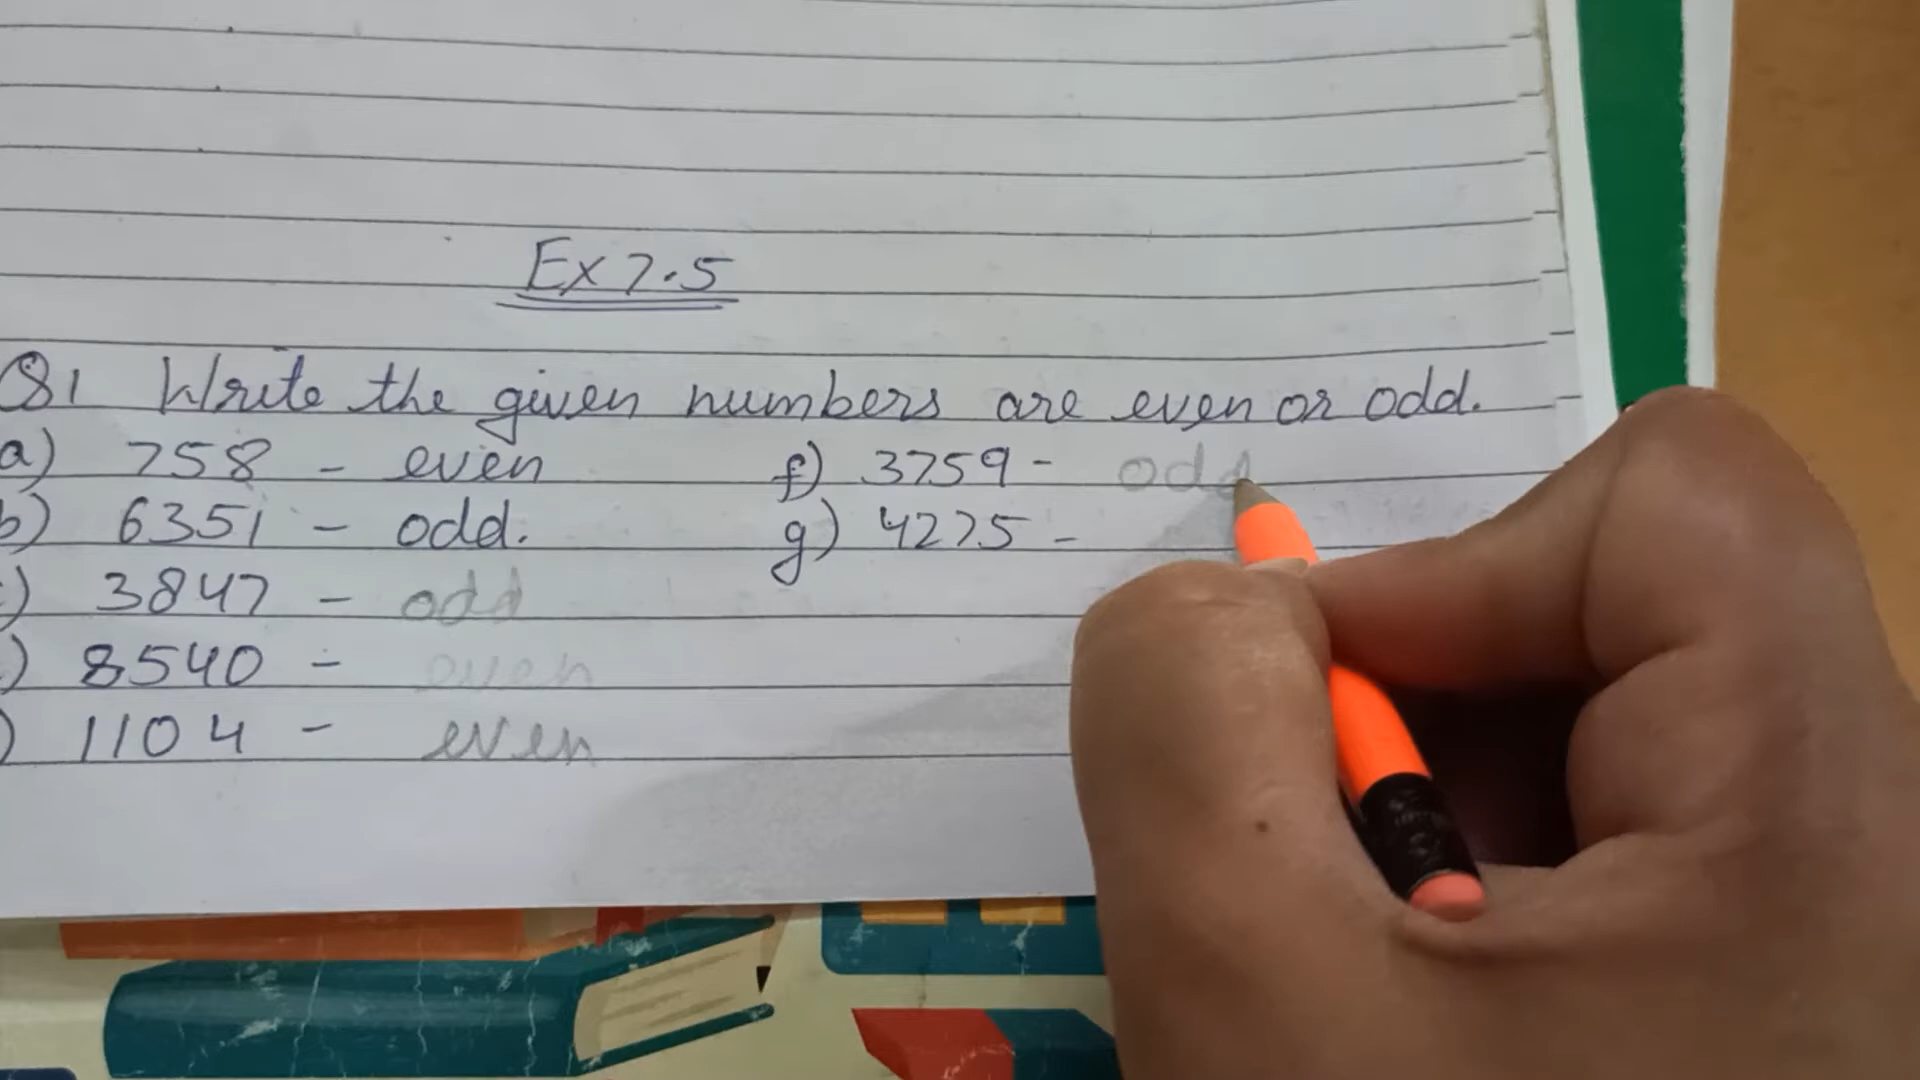 Ex 7.5
Q1 Write the given numbers are even or odd.
a) 758 - even
b) 6351 - odd.
) 3847 - odd
) 8540 - even
) 1104 - even
f) 3759 - odd
g) 4275 -